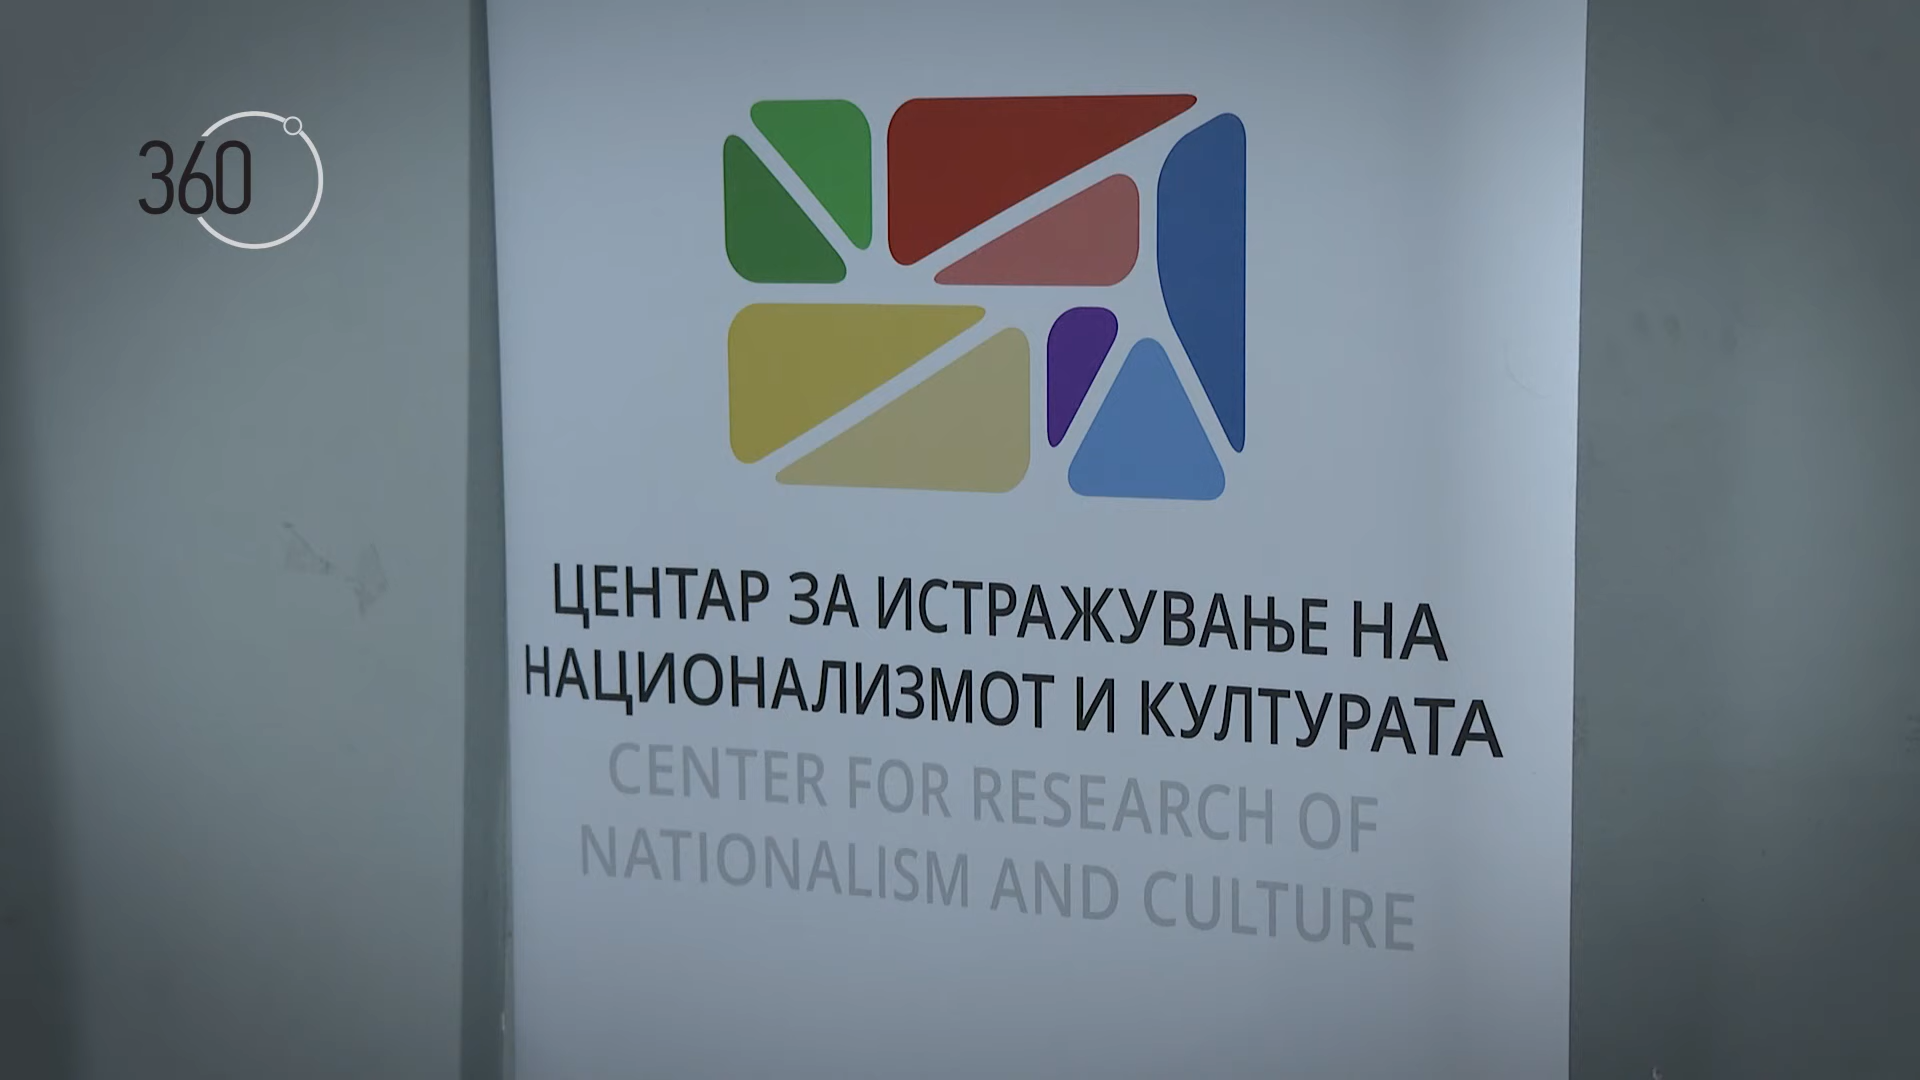 360
ЦЕНТАР ЗА ИСТРАЖУВАЊЕ НА
НАЦИОНАЛИЗМОТ И КУЛТУРАТА
CENTER FOR RESEARCH OF
NATIONALISM AND CULTURE